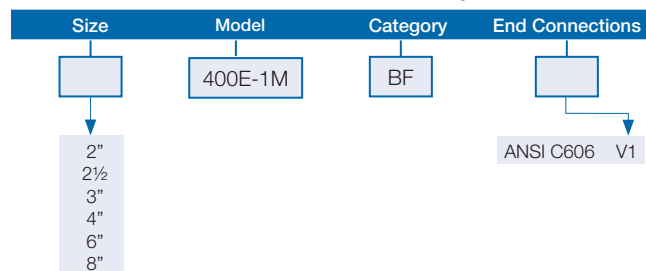 Size Model Category End Connections
400E-1M BF
2" ANSI C606 V1
2½
3"
4"
6"
8"